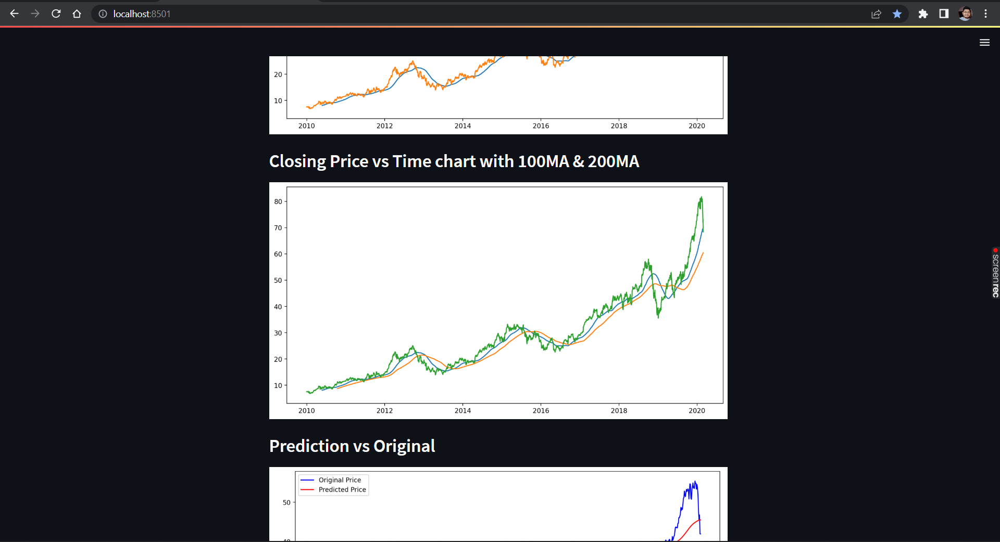 localhost:8501
20
10
2010 2012 2014 2016 2018 2020
Closing Price vs Time chart with 100MA & 200MA
80
70
60
50
40
30
20
10
2010 2012 2014 2016 2018 2020
screenrec
Prediction vs Original
Original Price
Predicted Price
50
40